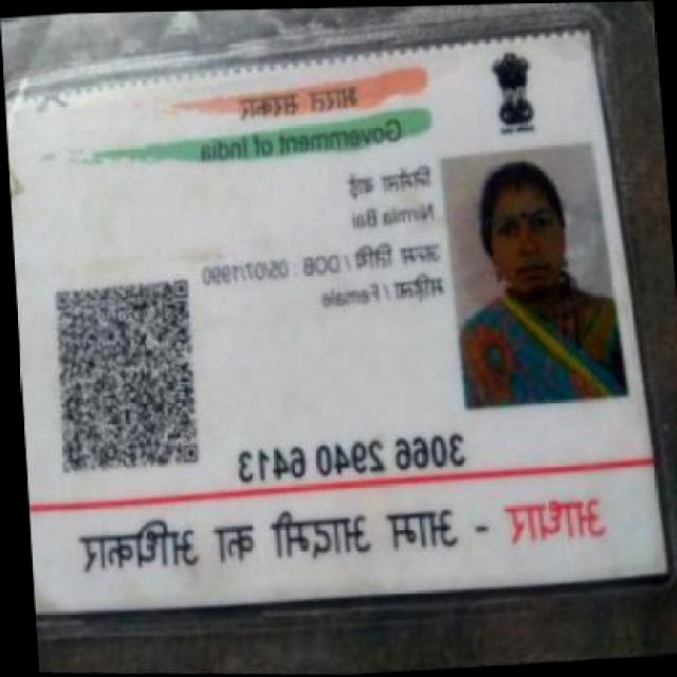 भारत सरकार
Government of India
निर्मला बाई
Nirmla Bai
जन्म तिथि / DOB : 05/07/1990
महिला / Female
3066 2940 6413
आधार - आम आदमी का अधिकार